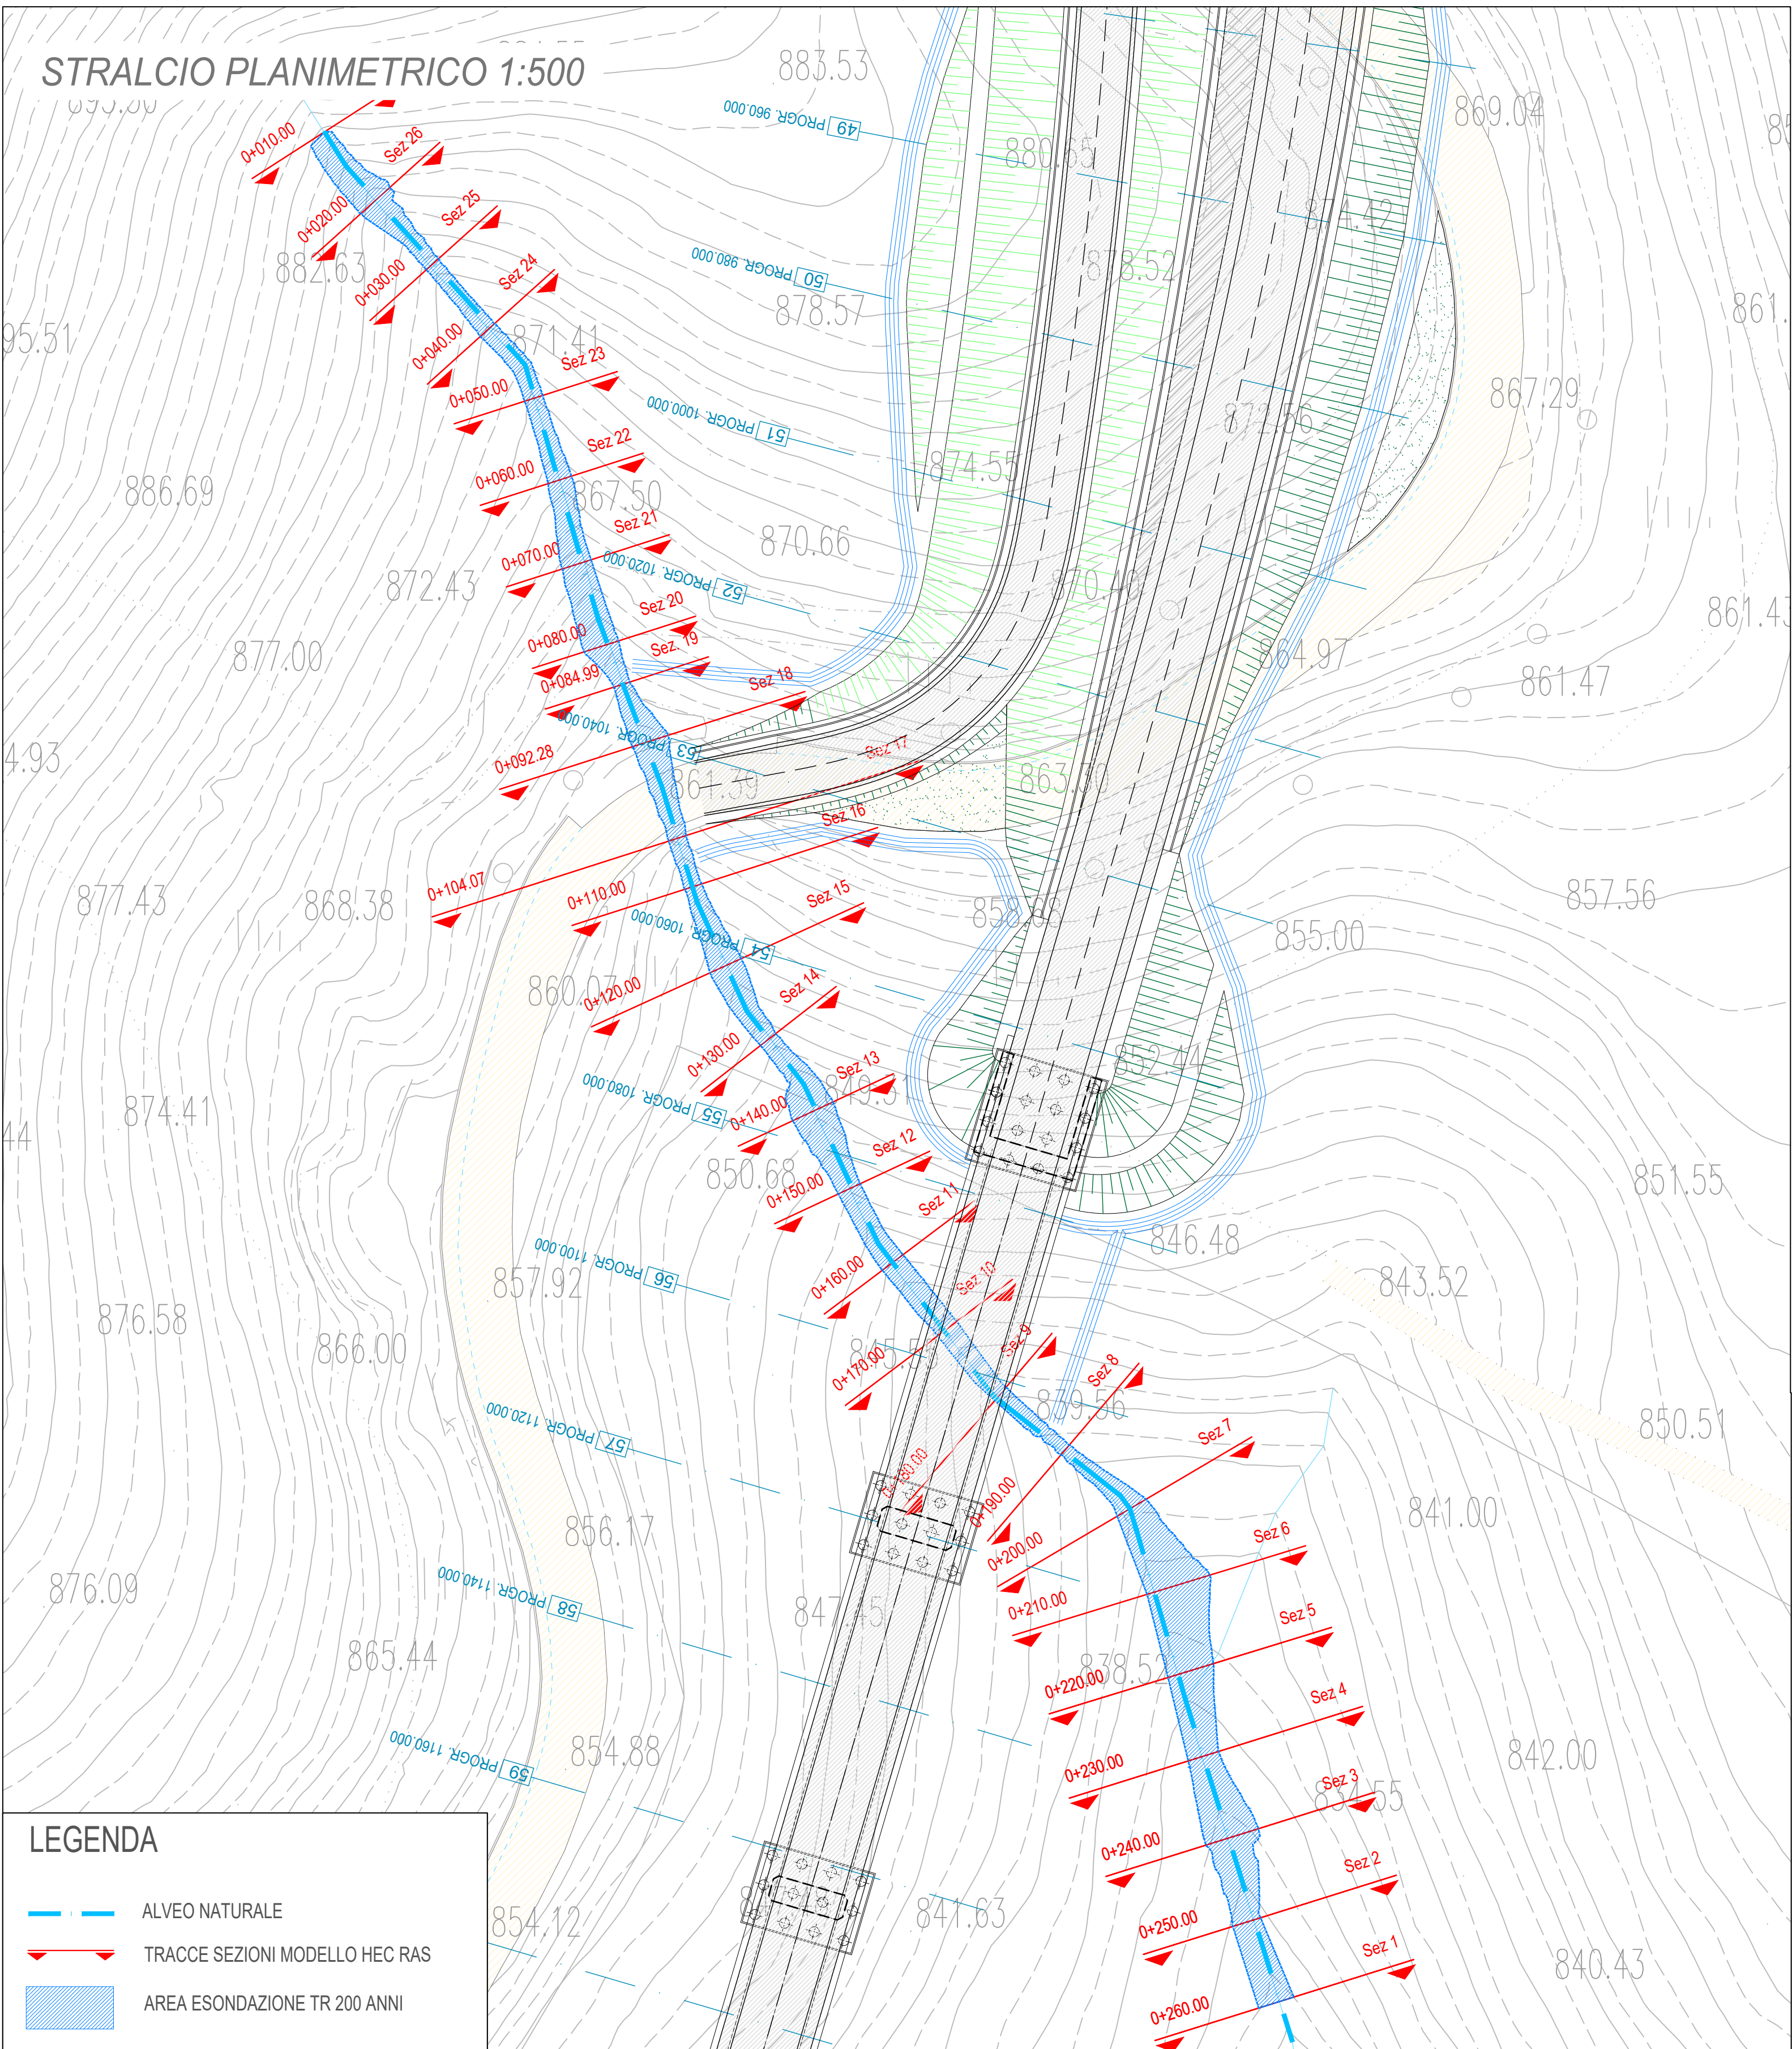 STRALCIO PLANIMETRICO 1:500
883.53
869.04
49 PROGR. 960.000
880.65
0+010.00
Sez 26
0+020.00
Sez 25
882.63
0+030.00
Sez 24
0+040.00
871.41
50 PROGR. 980.000
878.57
878.52
871.42
95.51
867.29
Sez 23
0+050.00
51 PROGR. 1000.000
872.56
874.55
Sez 22
0+060.00
867.50
886.69
Sez 21
870.66
0+070.00
52 PROGR. 1020.000
872.43
870.49
861.43
Sez 20
0+080.00
Sez. 19
877.00
864.97
861.47
0+084.99
Sez 18
53 PROGR. 1040.000
4.93
0+092.28
Sez 17
861.39
863.30
Sez 16
0+104.07
0+110.00
Sez 15
877.43
868.38
857.56
855.00
54 PROGR. 1060.000
860.07
0+120.00
Sez 14
0+130.00
852.44
Sez 13
849.51
55 PROGR. 1080.000
874.41
0+140.00
Sez 12
850.68
851.55
0+150.00
Sez 11
846.48
56 PROGR. 1100.000
857.92
0+160.00
Sez 10
843.52
876.58
866.00
Sez 9
0+170.00
Sez 8
839.56
57 PROGR. 1120.000
850.51
Sez 7
0+190.00
856.17
841.00
0+200.00
Sez 6
58 PROGR. 1140.000
876.09
847.45
0+210.00
Sez 5
865.44
838.52
0+220.00
Sez 4
59 PROGR. 1160.000
854.88
842.00
0+230.00
Sez 3
834.55
0+240.00
Sez 2
841.63
854.12
0+250.00
Sez 1
840.43
0+260.00
LEGENDA
ALVEO NATURALE
TRACCE SEZIONI MODELLO HEC RAS
AREA ESONDAZIONE TR 200 ANNI